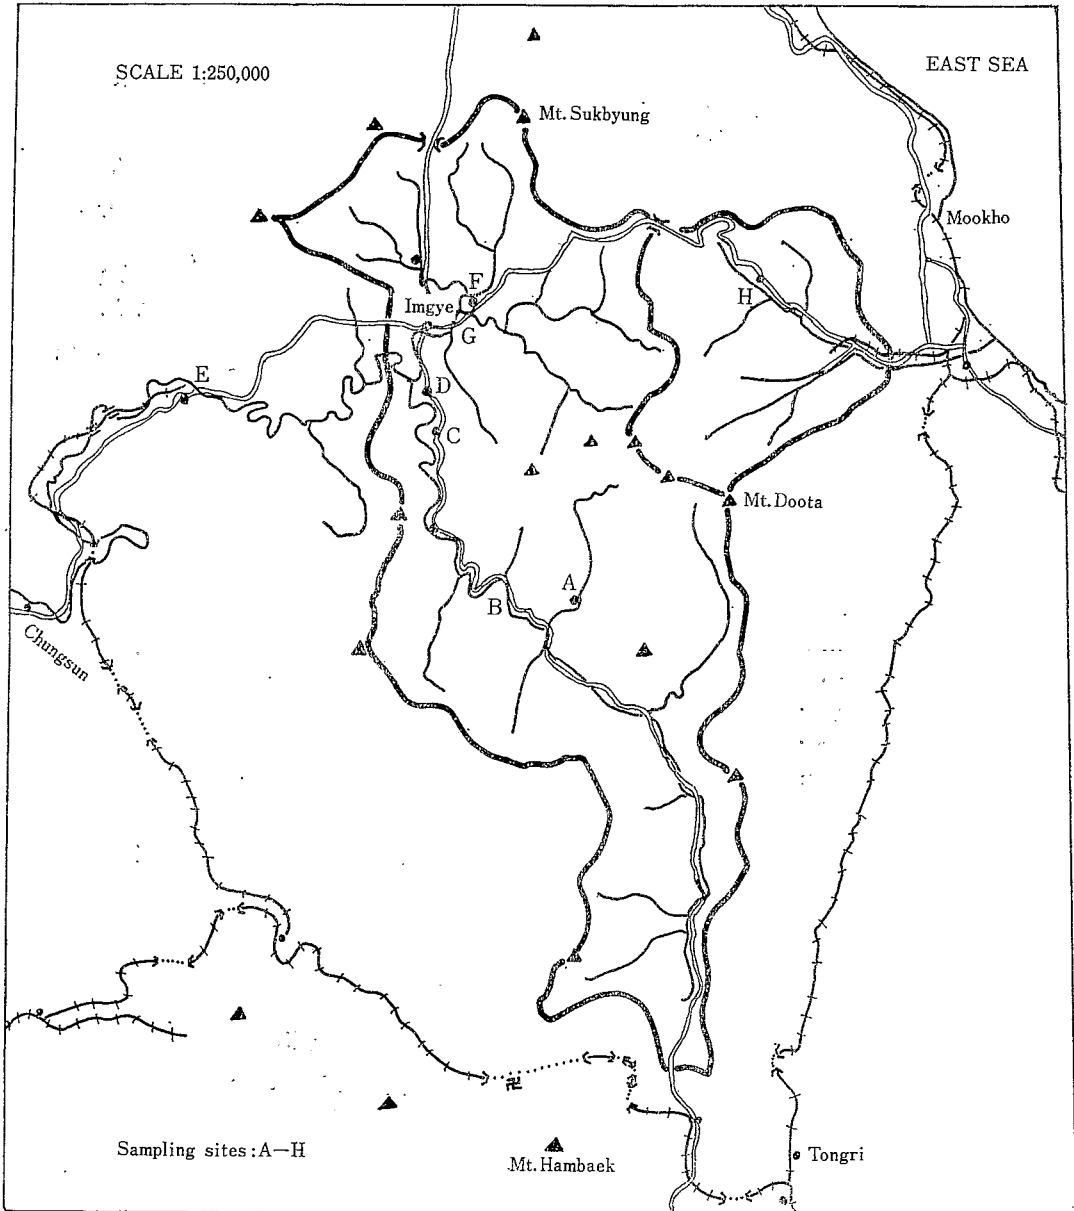 SCALE 1:250,000
EAST SEA
Mt. Sukbyung
Mookho
F
H
Imgye
G
E
D
C
Mt. Doota
A
B
Chungsun
Sampling sites: A—H
Mt. Hambaek
Tongri